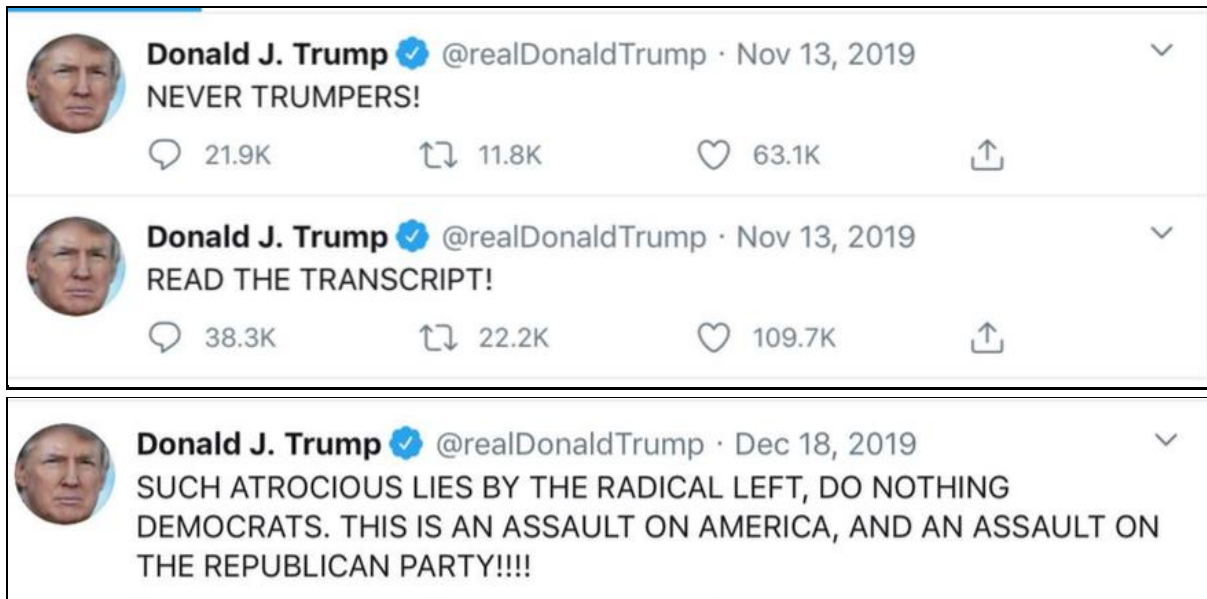 Donald J. Trump @realDonaldTrump · Nov 13, 2019
NEVER TRUMPERS!
21.9K 11.8K 63.1K
Donald J. Trump @realDonaldTrump · Nov 13, 2019
READ THE TRANSCRIPT!
38.3K 22.2K 109.7K
Donald J. Trump @realDonaldTrump · Dec 18, 2019
SUCH ATROCIOUS LIES BY THE RADICAL LEFT, DO NOTHING
DEMOCRATS. THIS IS AN ASSAULT ON AMERICA, AND AN ASSAULT ON
THE REPUBLICAN PARTY!!!!